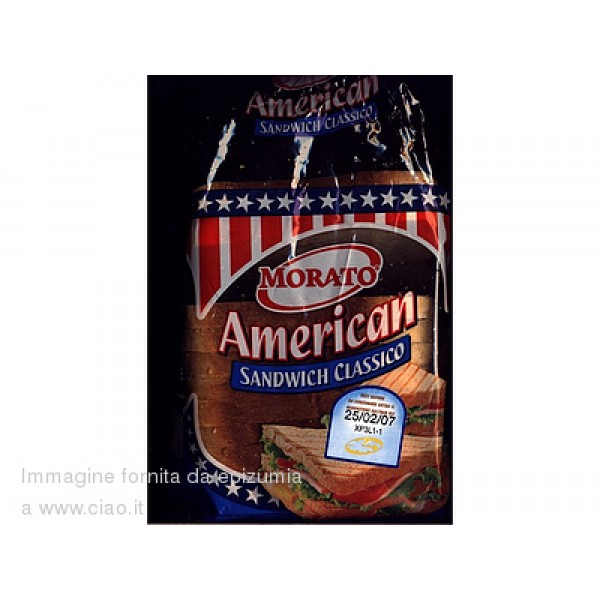 American
SANDWICH CLASSICO
MORATO
American
SANDWICH CLASSICO
25/02/07
XP3L1-1
Immagine fornita da epizumia
a www.ciao.it